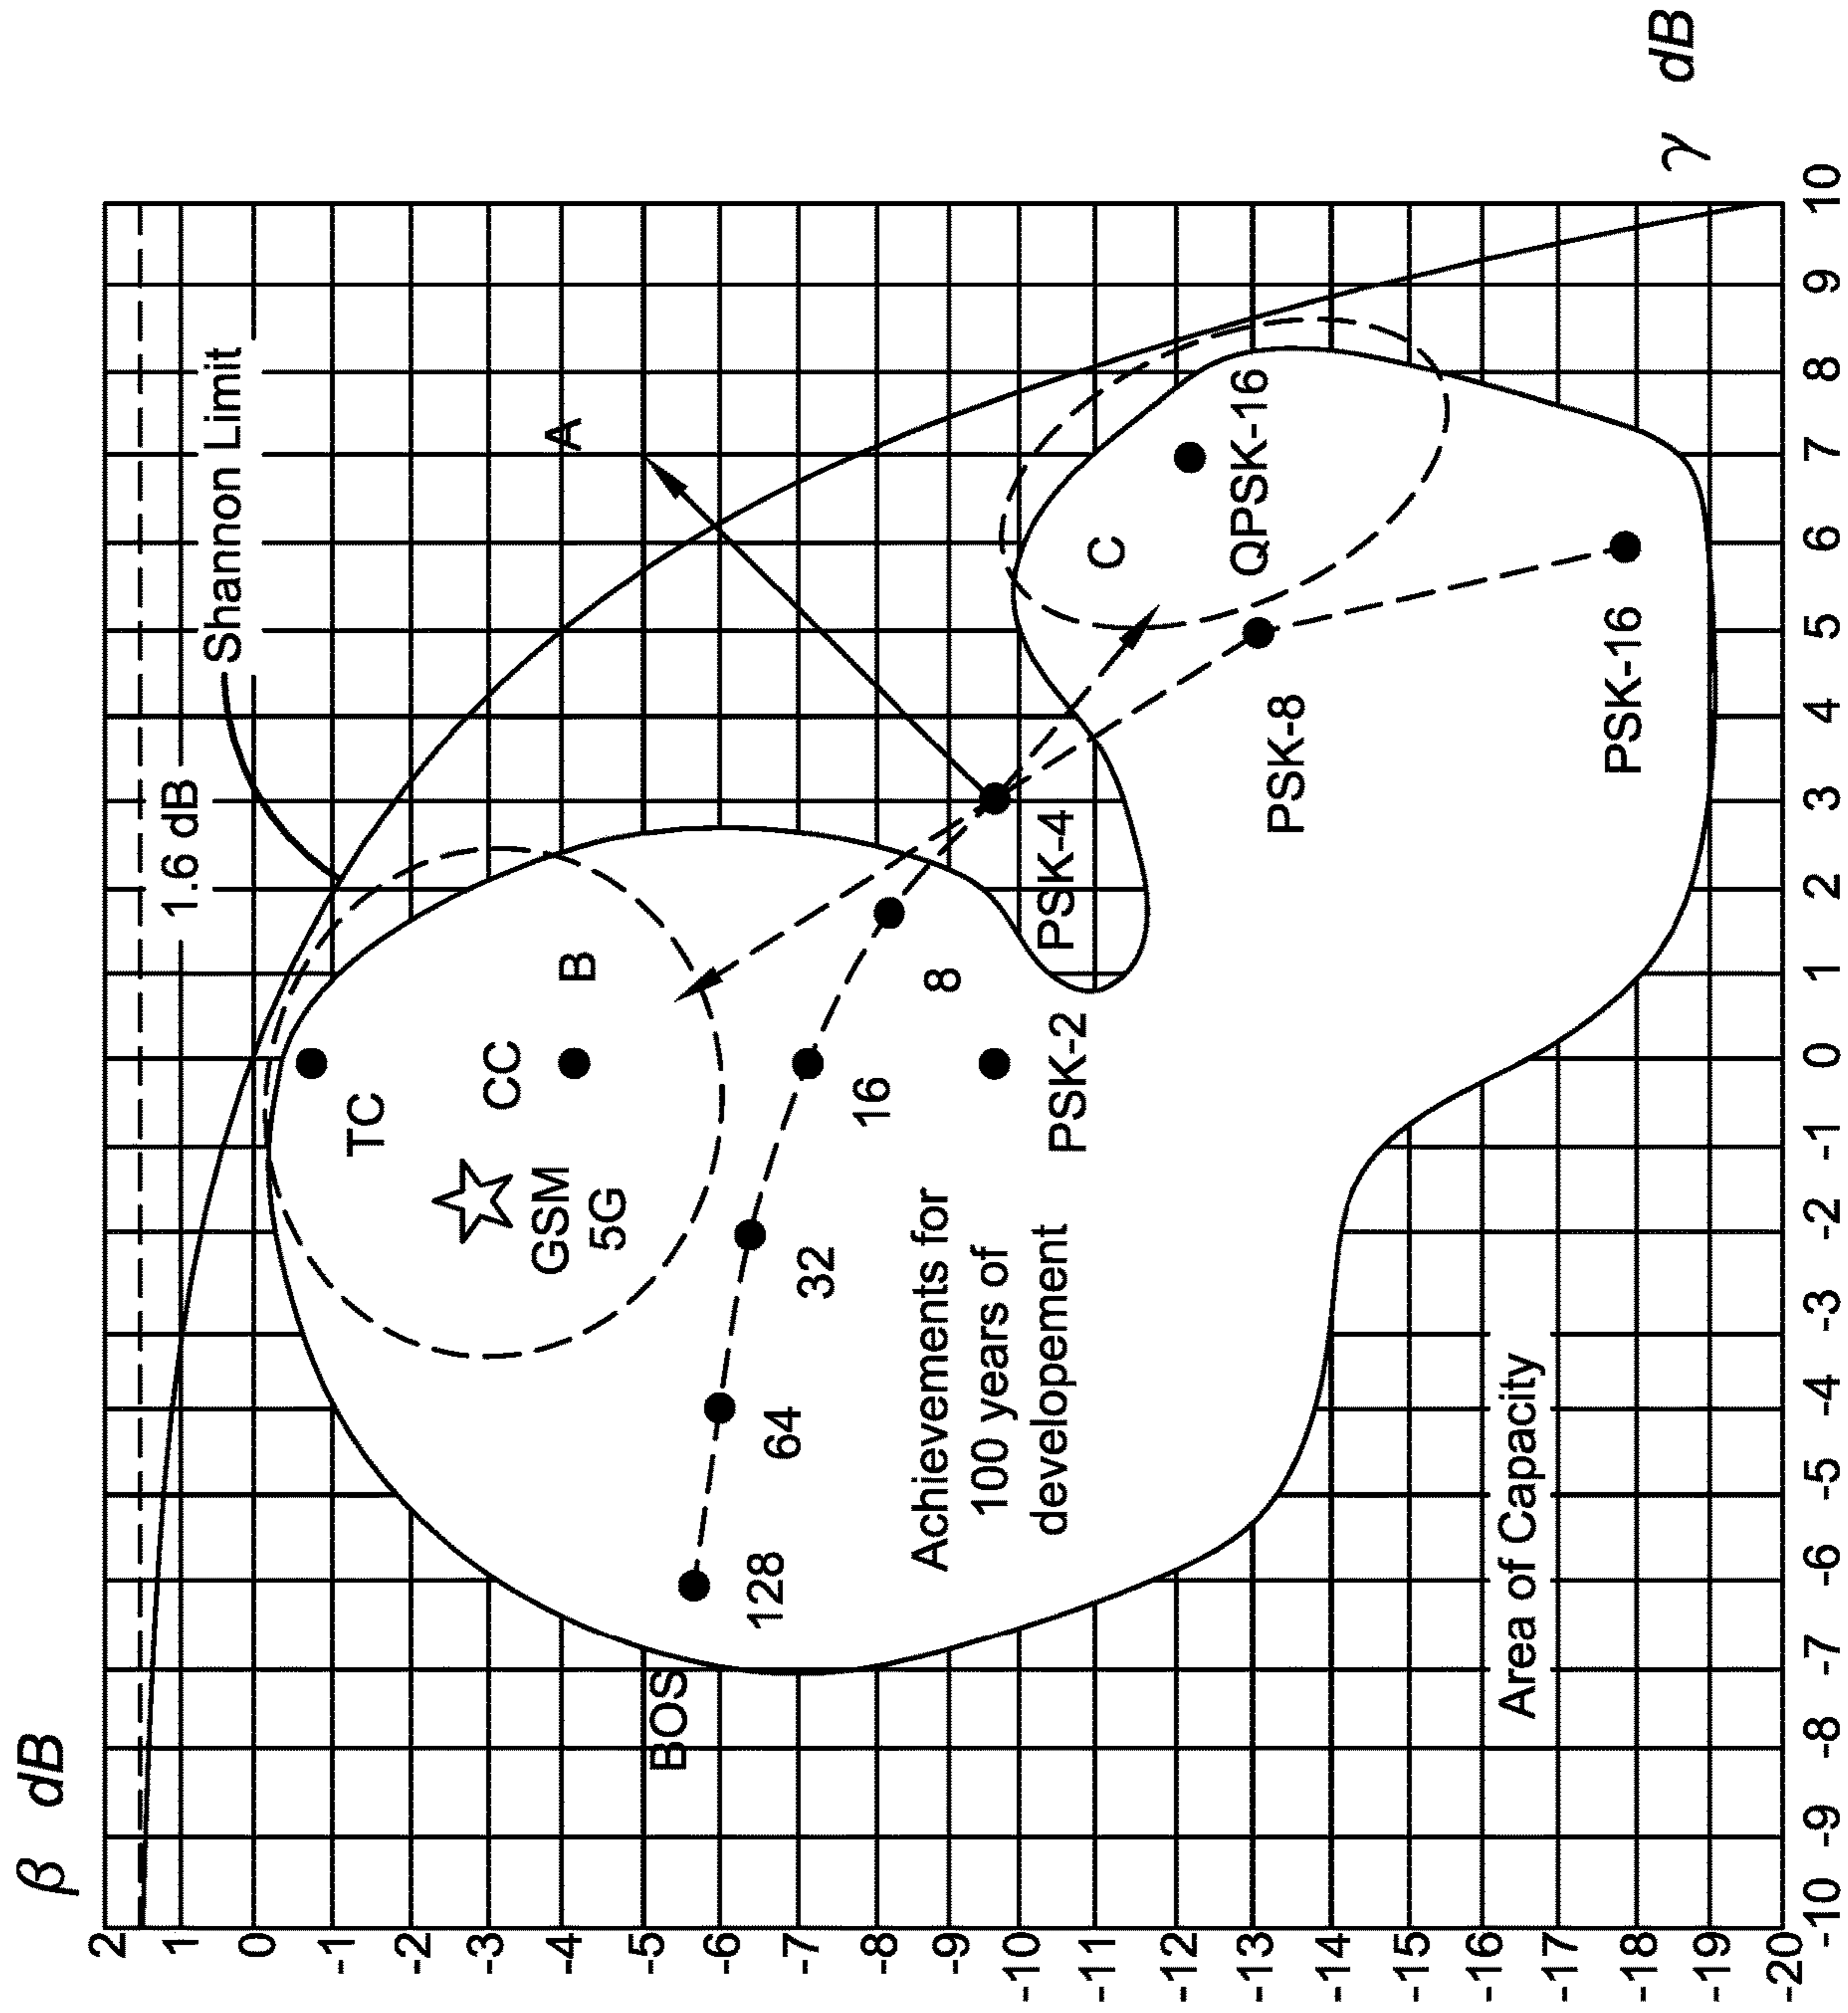 β dB
2
1
0
-1
-2
-3
-4
-5
-6
-7
-8
-9
-10
-11
-12
-13
-14
-15
-16
-17
-18
-19
-20
1.6 dB
Shannon Limit
A
TC
CC
B
GSM
5G
BOS
128
64
32
16
8
PSK-2
PSK-4
C
QPSK-16
PSK-8
PSK-16
Achievements for
100 years of
developement
Area of Capacity
-10 -9 -8 -7 -6 -5 -4 -3 -2 -1 0 1 2 3 4 5 6 7 8 9 10
γ dB